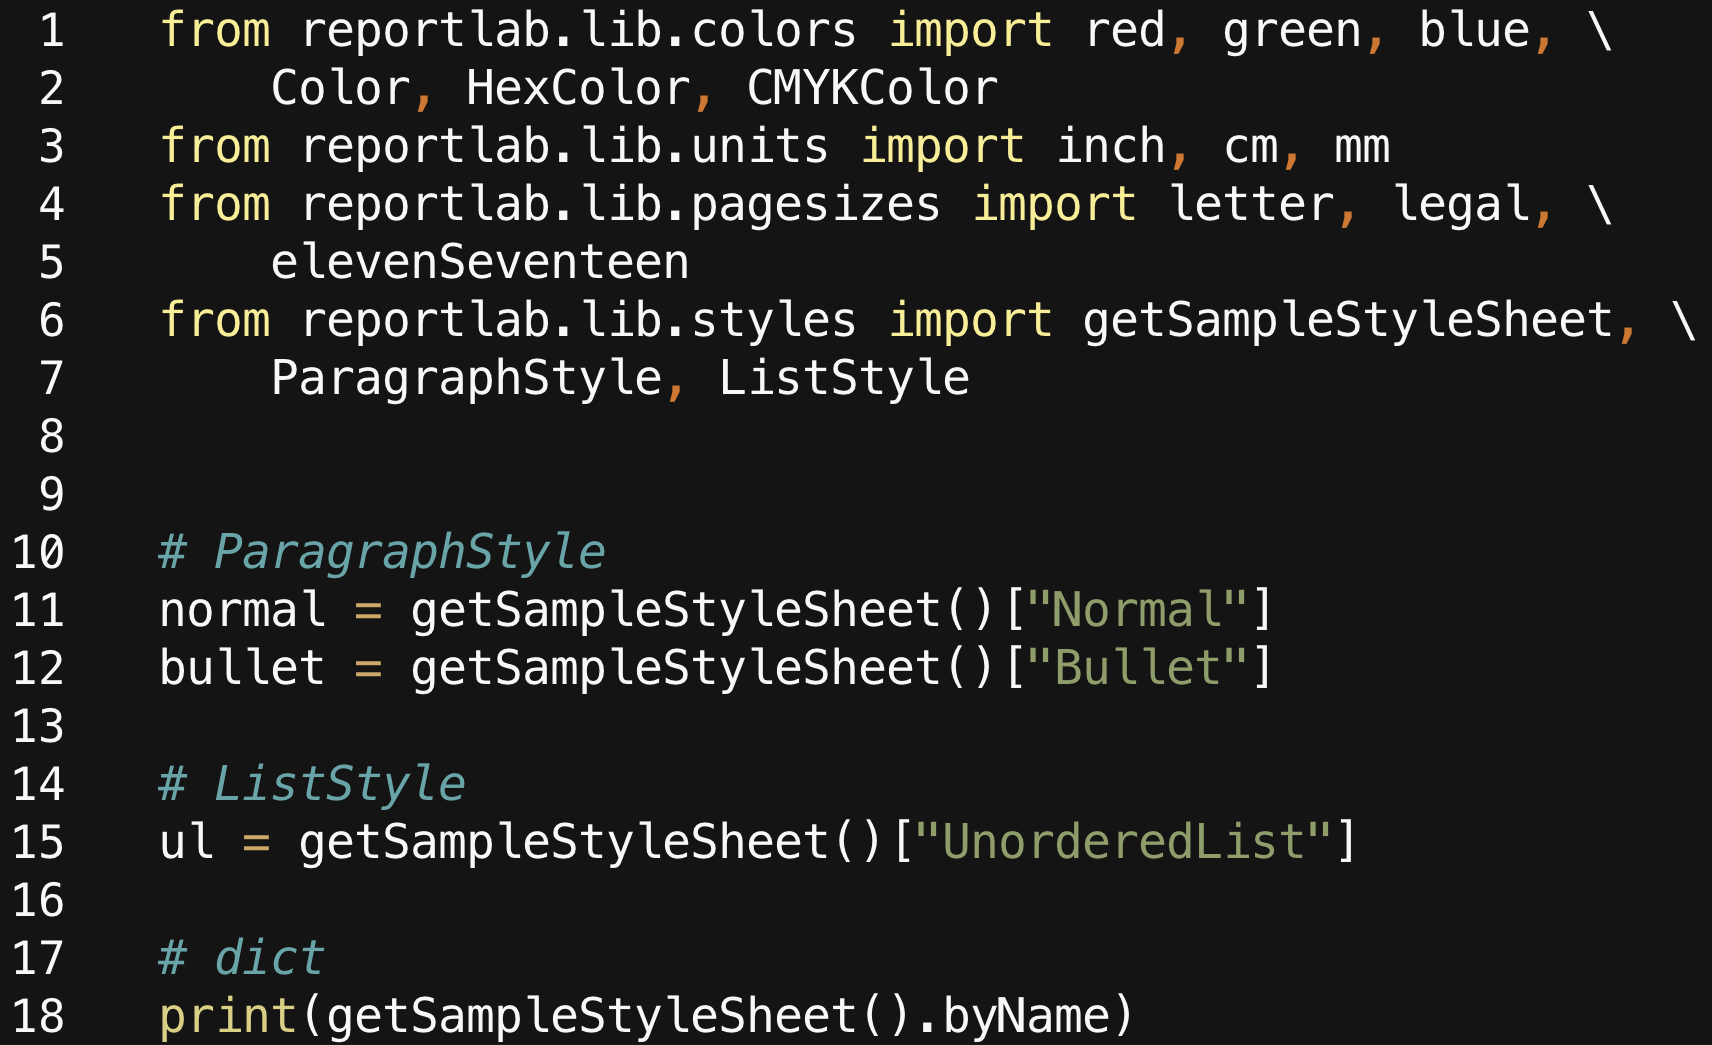 1 from reportlab.lib.colors import red, green, blue, \
2     Color, HexColor, CMYKColor
3 from reportlab.lib.units import inch, cm, mm
4 from reportlab.lib.pagesizes import letter, legal, \
5     elevenSeventeen
6 from reportlab.lib.styles import getSampleStyleSheet, \
7     ParagraphStyle, ListStyle
8
9
10 # ParagraphStyle
11 normal = getSampleStyleSheet()["Normal"]
12 bullet = getSampleStyleSheet()["Bullet"]
13
14 # ListStyle
15 ul = getSampleStyleSheet()["UnorderedList"]
16
17 # dict
18 print(getSampleStyleSheet().byName)